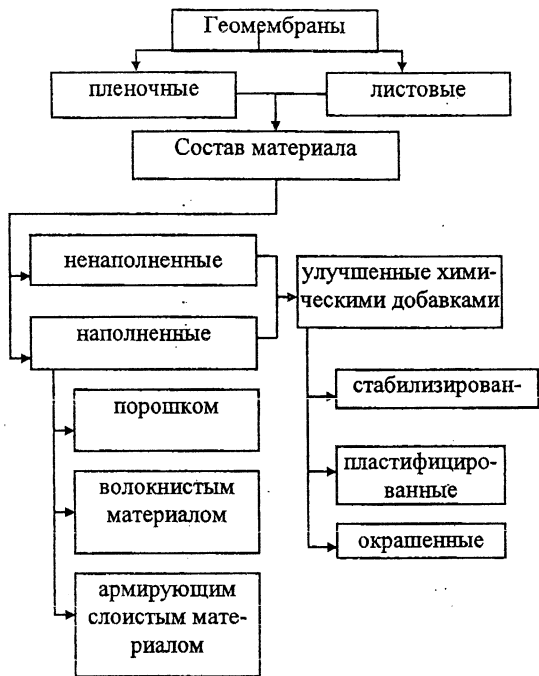 Геомембраны
пленочные
листовые
Состав материала
ненаполненные
наполненные
порошком
волокнистым
материалом
армирующим
слоистым мате-
риалом
улучшенные хими-
ческими добавками
стабилизирован-
пластифициро-
ванные
окрашенные